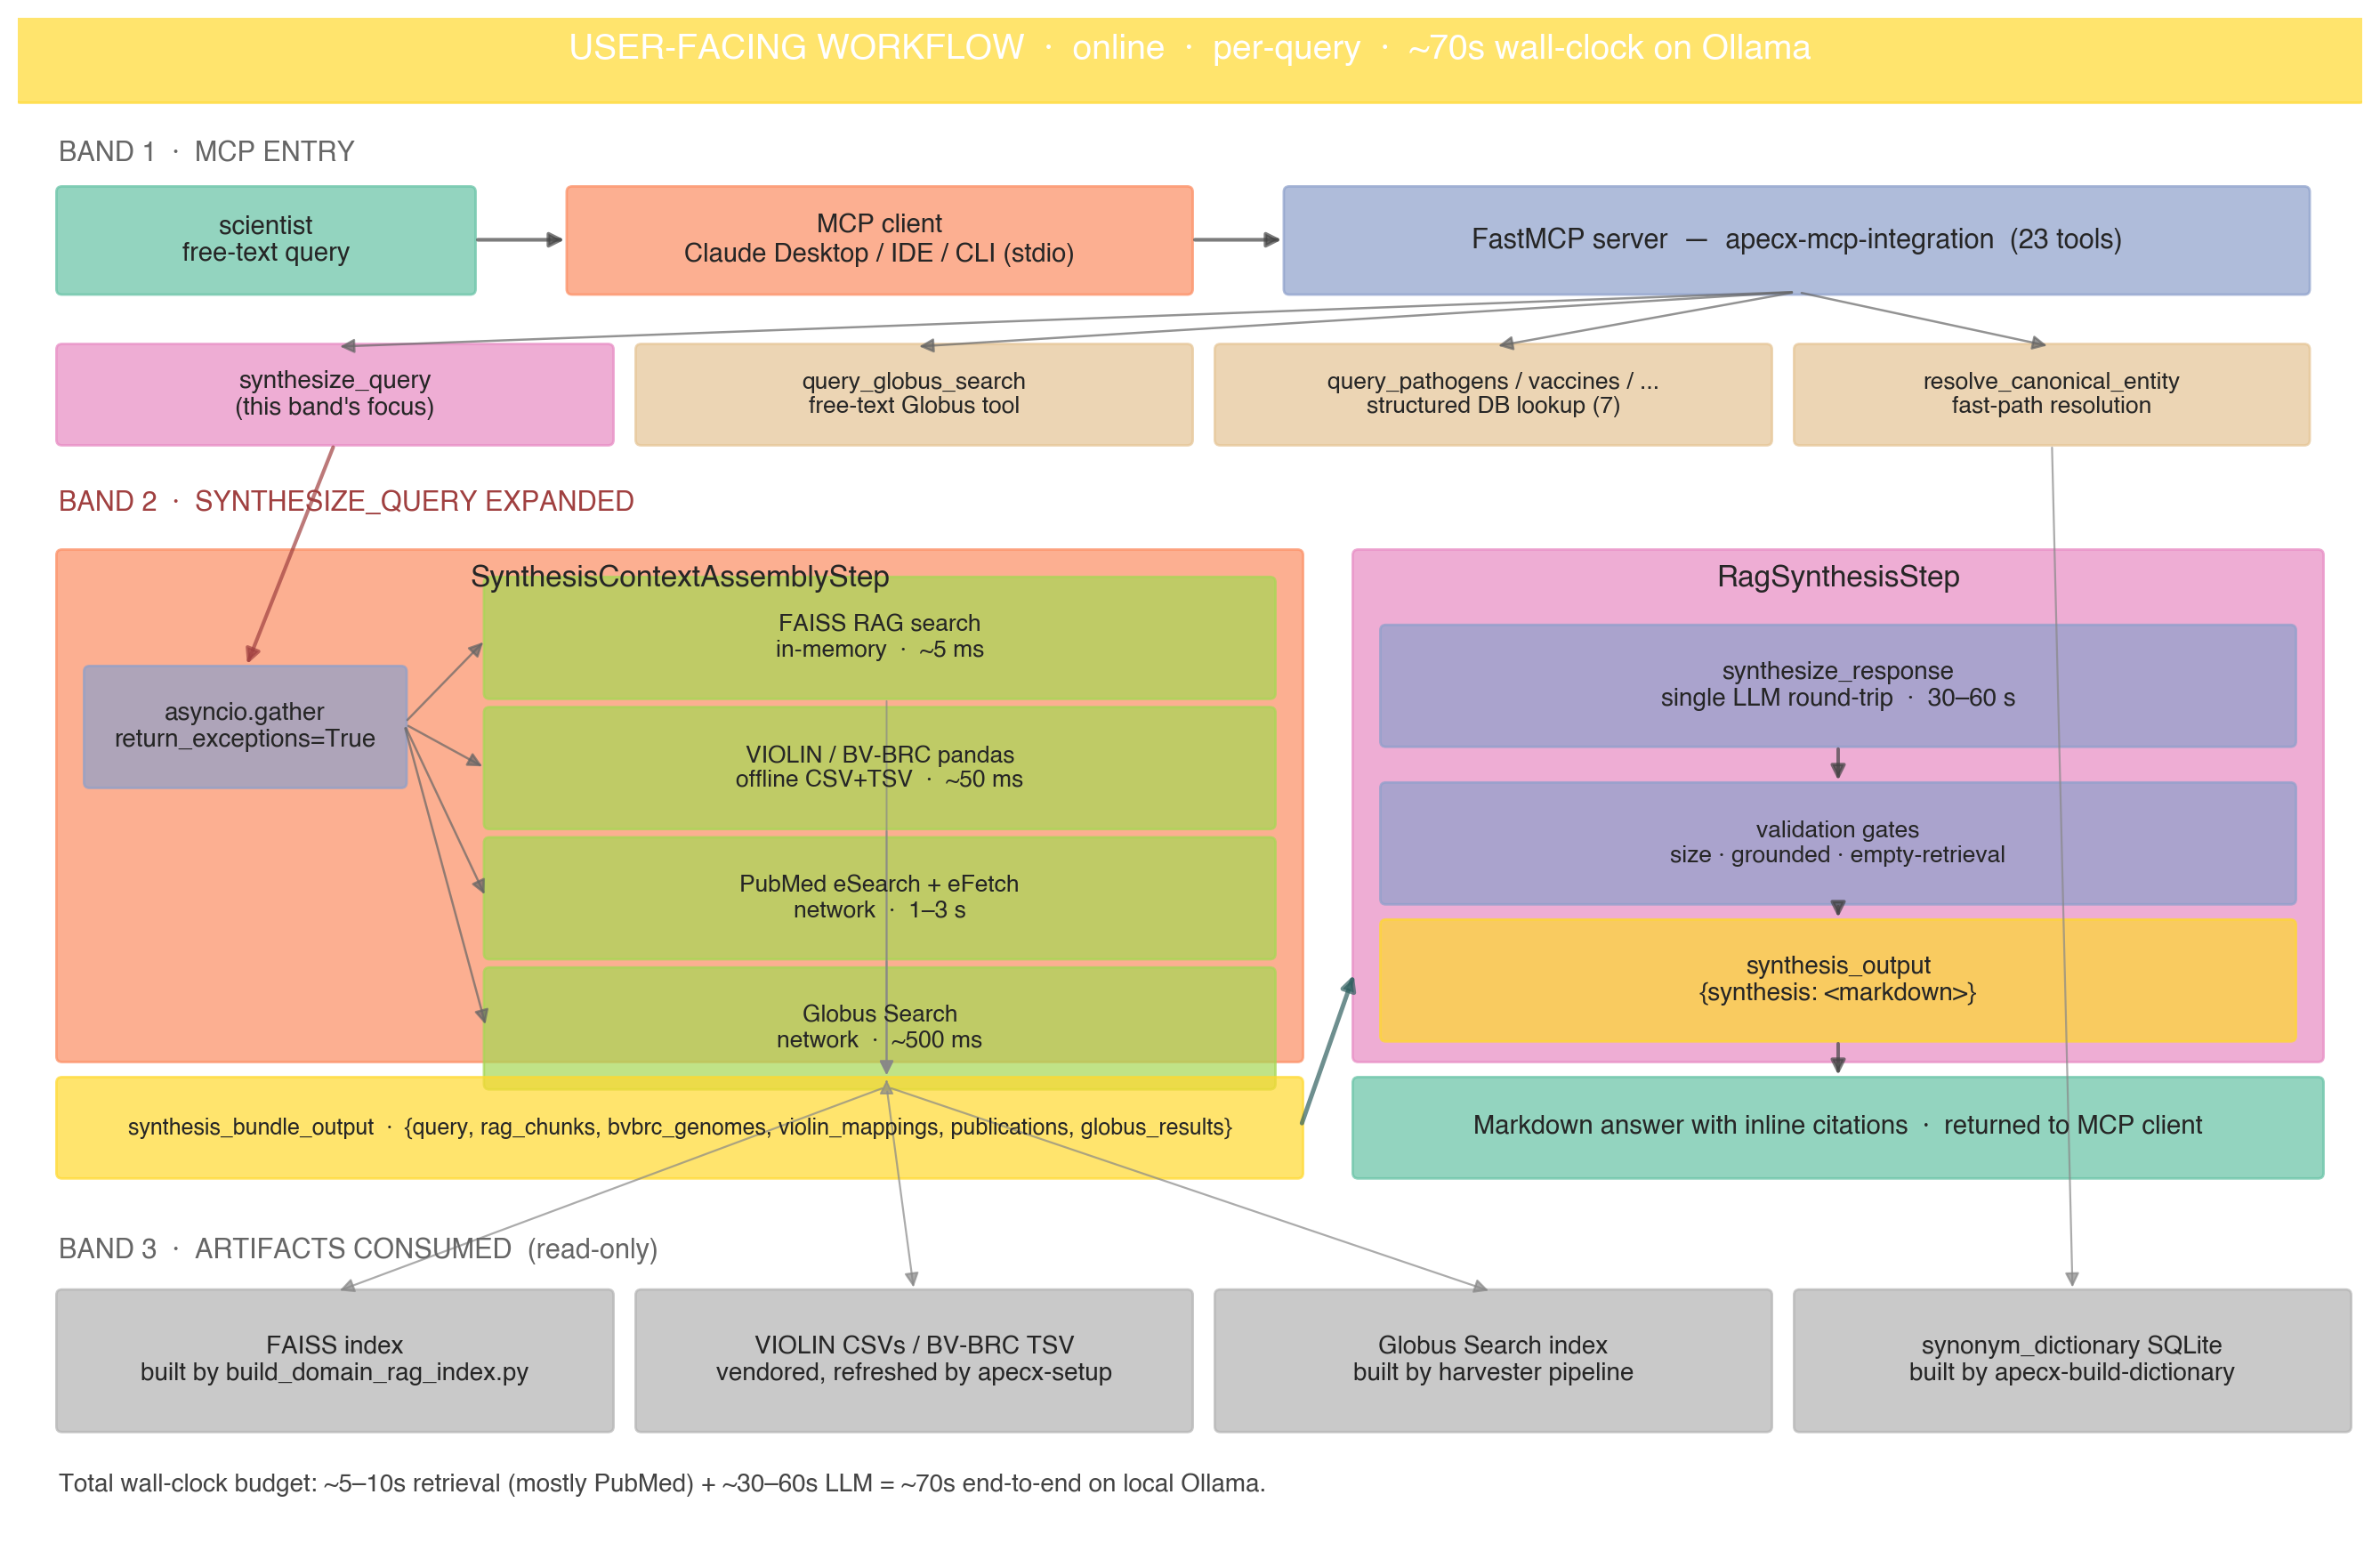 USER-FACING WORKFLOW · online · per-query · ~70s wall-clock on Ollama
BAND 1 · MCP ENTRY
scientist
free-text query
MCP client
Claude Desktop / IDE / CLI (stdio)
FastMCP server — apecx-mcp-integration (23 tools)
synthesize_query
(this band's focus)
query_globus_search
free-text Globus tool
query_pathogens / vaccines / ...
structured DB lookup (7)
resolve_canonical_entity
fast-path resolution
BAND 2 · SYNTHESIZE_QUERY EXPANDED
SynthesisContextAssemblyStep
asyncio.gather
return_exceptions=True
FAISS RAG search
in-memory · ~5 ms
VIOLIN / BV-BRC pandas
offline CSV+TSV · ~50 ms
PubMed eSearch + eFetch
network · 1–3 s
Globus Search
network · ~500 ms
synthesis_bundle_output · {query, rag_chunks, bvbrc_genomes, violin_mappings, publications, globus_results}
RagSynthesisStep
synthesize_response
single LLM round-trip · 30–60 s
validation gates
size · grounded · empty-retrieval
synthesis_output
{synthesis: <markdown>}
Markdown answer with inline citations · returned to MCP client
BAND 3 · ARTIFACTS CONSUMED (read-only)
FAISS index
built by build_domain_rag_index.py
VIOLIN CSVs / BV-BRC TSV
vendored, refreshed by apecx-setup
Globus Search index
built by harvester pipeline
synonym_dictionary SQLite
built by apecx-build-dictionary
Total wall-clock budget: ~5–10s retrieval (mostly PubMed) + ~30–60s LLM = ~70s end-to-end on local Ollama.